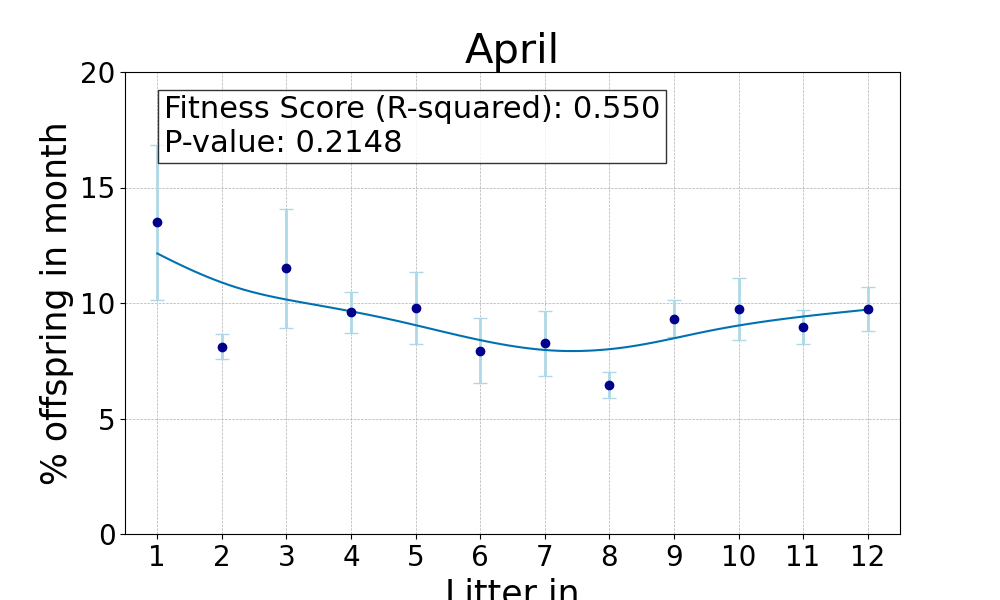 April
Fitness Score (R-squared): 0.550
P-value: 0.2148
% offspring in month
20
15
10
5
0
1 2 3 4 5 6 7 8 9 10 11 12
Litter in